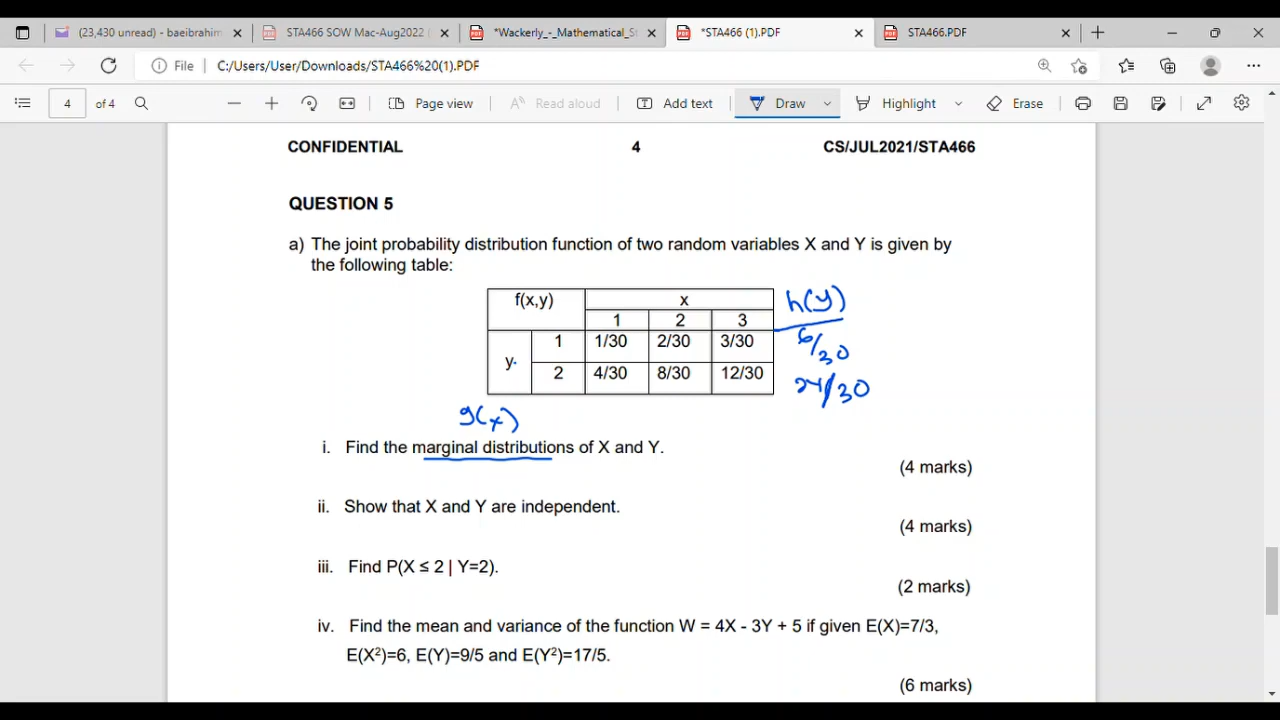 (23,430 unread) - baeibrahim
STA466 SOW Mac-Aug2022 (
*Wackerly_-_Mathematical_S
*STA466 (1).PDF
STA466.PDF
File C:/Users/User/Downloads/STA466%20(1).PDF
4 of 4 Page view Read aloud Add text Draw Highlight Erase
CONFIDENTIAL 4 CS/JUL2021/STA466
QUESTION 5
a) The joint probability distribution function of two random variables X and Y is given by
the following table:
f(x,y) x h(y)
1 2 3
y 1 1/30 2/30 3/30 6/30
2 4/30 8/30 12/30 24/30
g(x)
i. Find the marginal distributions of X and Y.
(4 marks)
ii. Show that X and Y are independent.
(4 marks)
iii. Find P(X ≤ 2 | Y=2).
(2 marks)
iv. Find the mean and variance of the function W = 4X - 3Y + 5 if given E(X)=7/3,
E(X²)=6, E(Y)=9/5 and E(Y²)=17/5.
(6 marks)